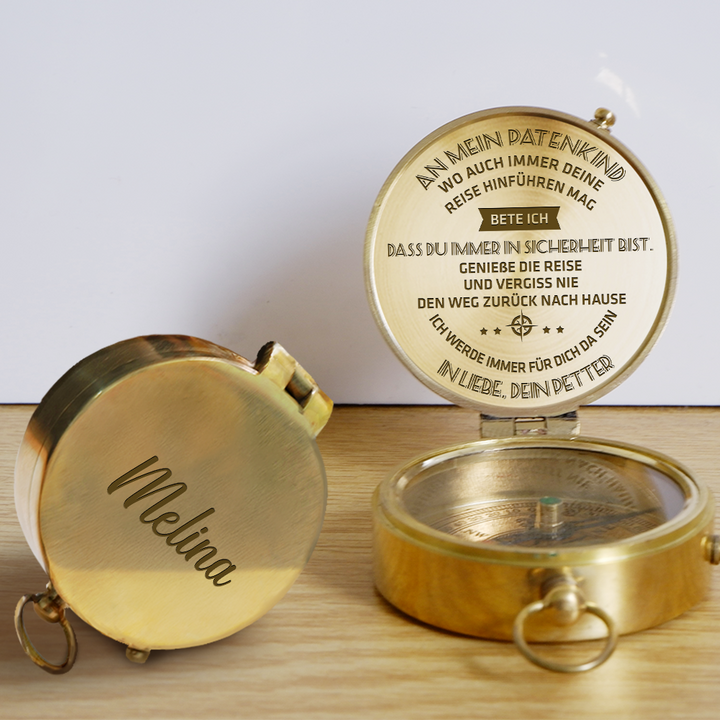 AN MEIN PATENKIND
WO AUCH IMMER DEINE
REISE HINFÜHREN MAG
BETE ICH
DASS DU IMMER IN SICHERHEIT BIST.
GENIEßE DIE REISE
UND VERGISS NIE
DEN WEG ZURÜCK NACH HAUSE
ICH WERDE IMMER FÜR DICH DA SEIN
IN LIEBE, DEIN PETTER
Melina